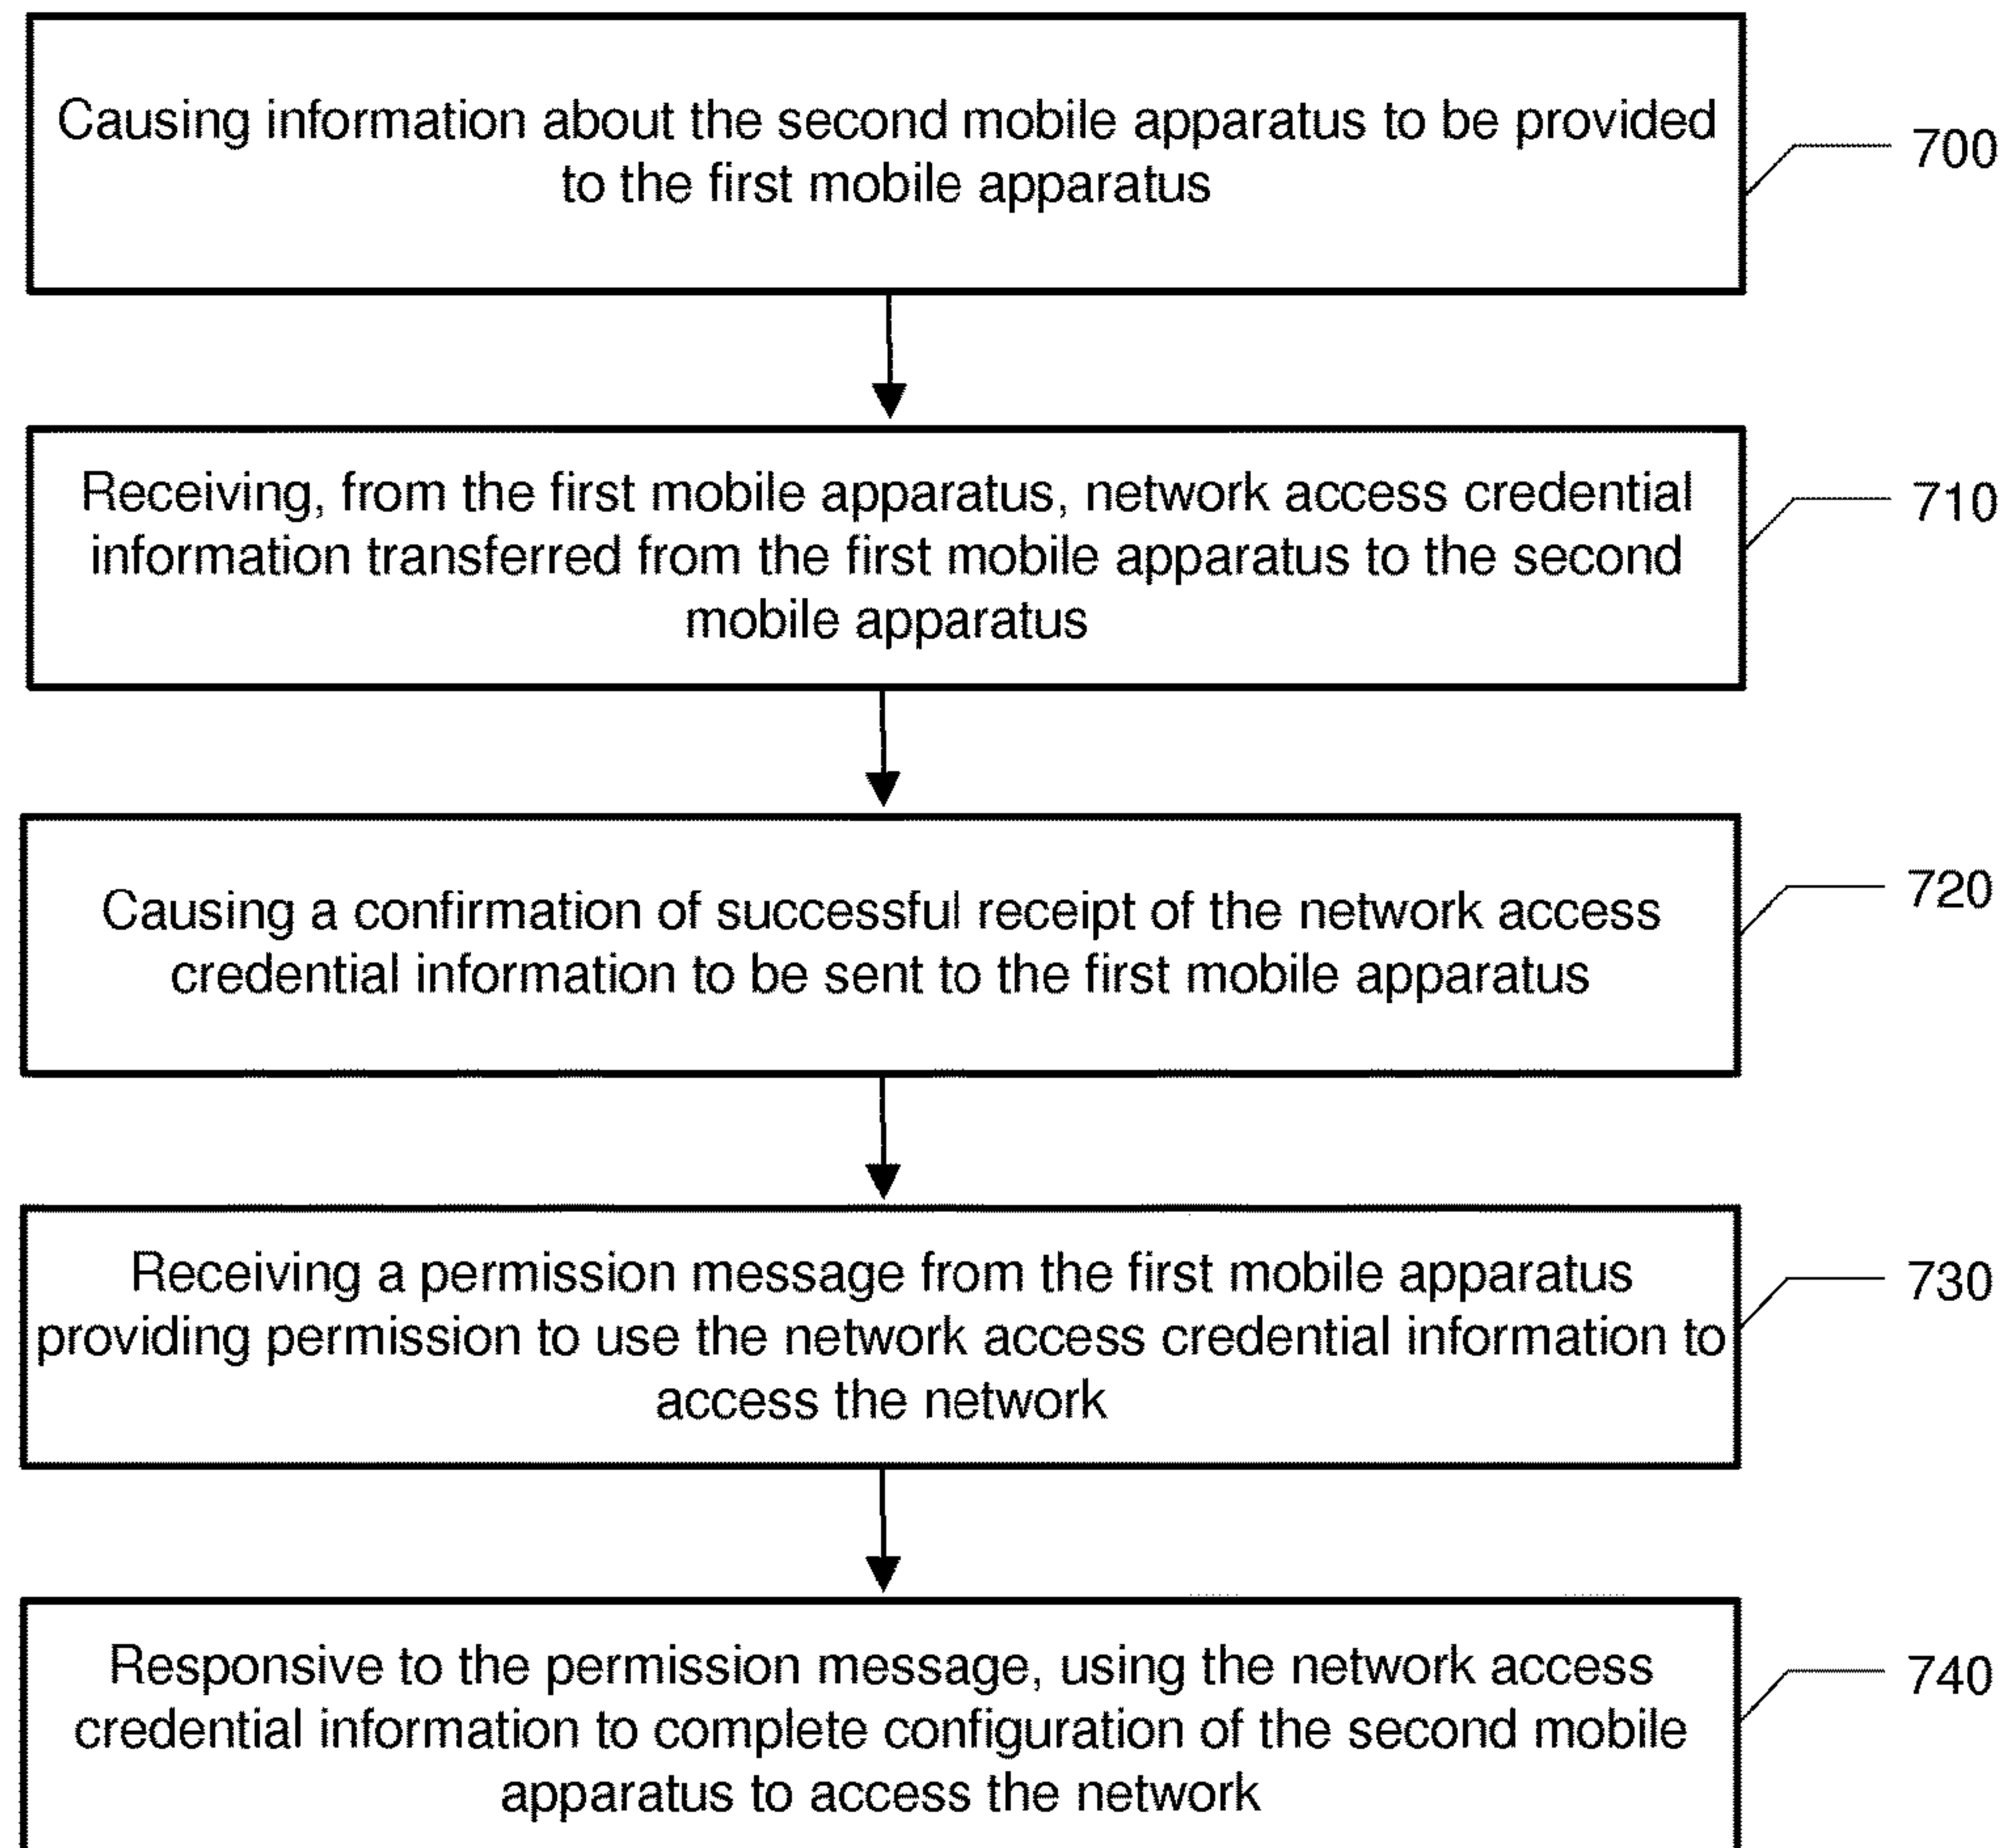 Causing information about the second mobile apparatus to be provided
to the first mobile apparatus
700
Receiving, from the first mobile apparatus, network access credential
information transferred from the first mobile apparatus to the second
mobile apparatus
710
Causing a confirmation of successful receipt of the network access
credential information to be sent to the first mobile apparatus
720
Receiving a permission message from the first mobile apparatus
providing permission to use the network access credential information to
access the network
730
Responsive to the permission message, using the network access
credential information to complete configuration of the second mobile
apparatus to access the network
740